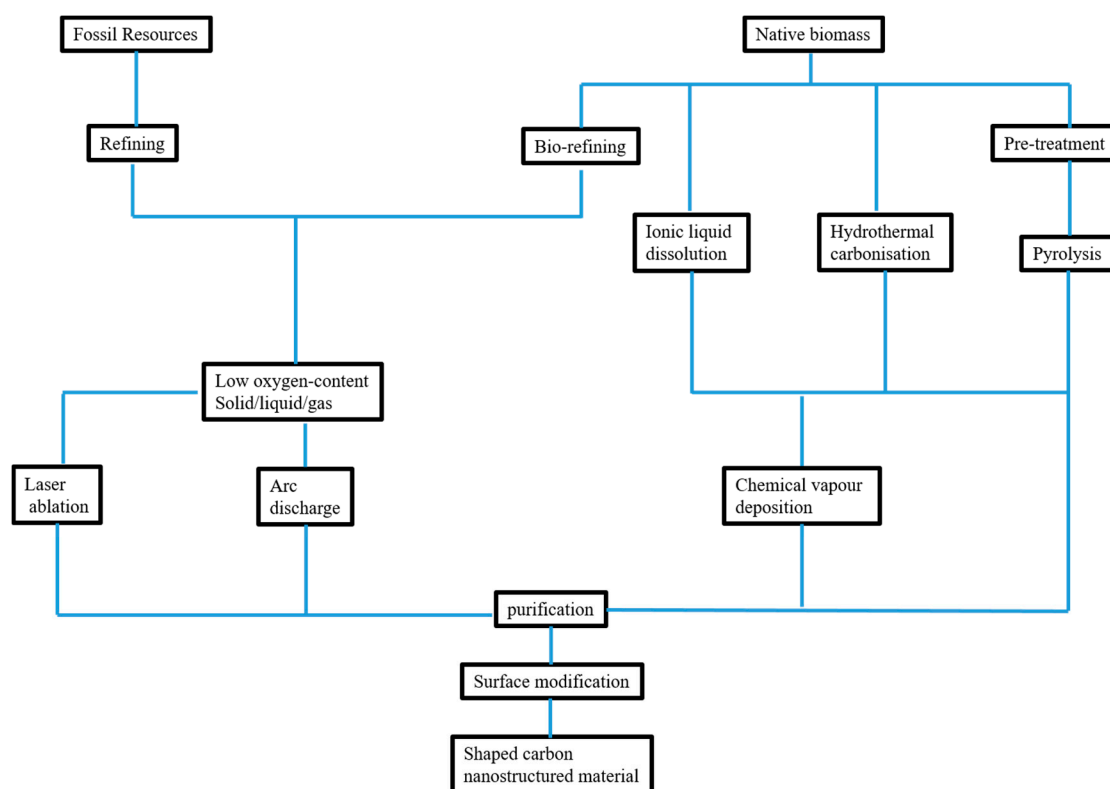 Fossil Resources
Native biomass
Refining
Bio-refining
Pre-treatment
Ionic liquid
dissolution
Hydrothermal
carbonisation
Pyrolysis
Low oxygen-content
Solid/liquid/gas
Laser
ablation
Arc
discharge
Chemical vapour
deposition
purification
Surface modification
Shaped carbon
nanostructured material